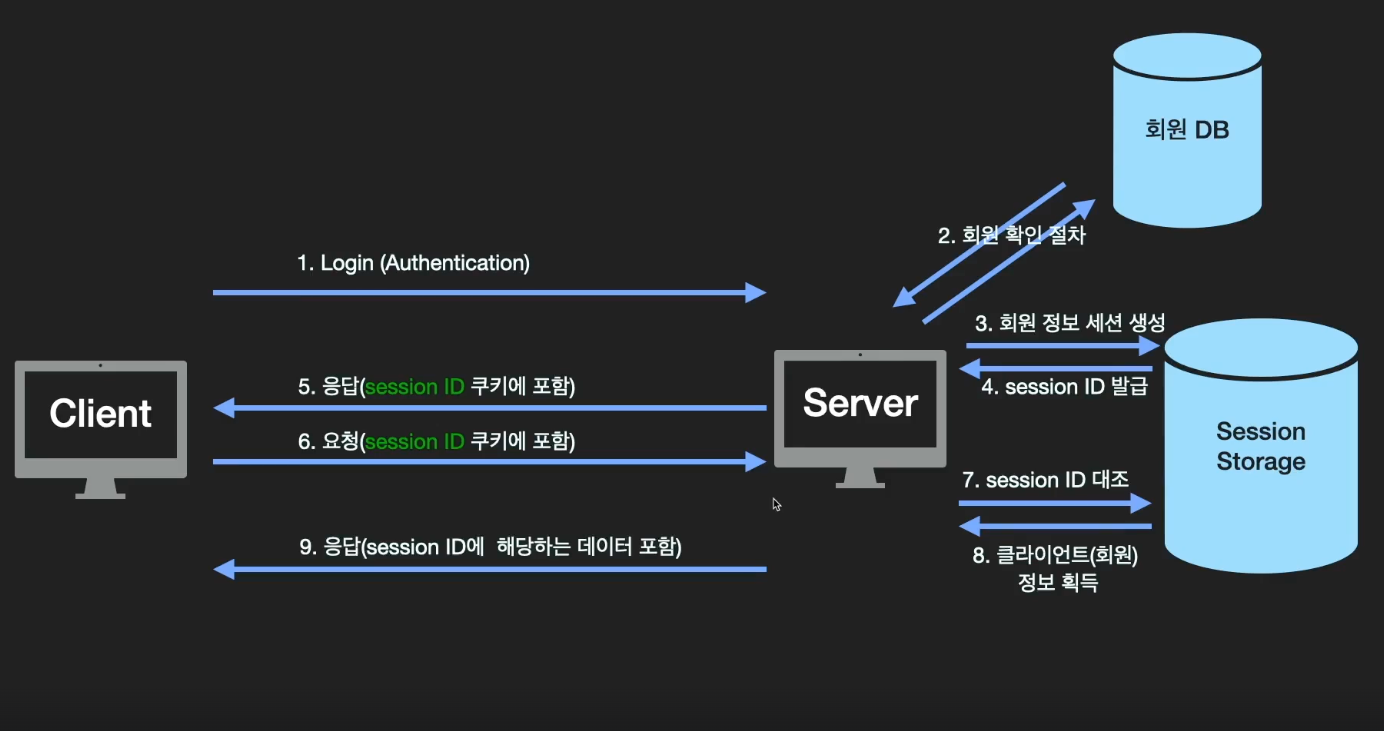 회원 DB
2. 회원 확인 절차
1. Login (Authentication)
3. 회원 정보 세션 생성
4. session ID 발급
5. 응답(session ID 쿠키에 포함)
Client
Server
6. 요청(session ID 쿠키에 포함)
Session
Storage
7. session ID 대조
9. 응답(session ID에 해당하는 데이터 포함)
8. 클라이언트(회원)
정보 획득